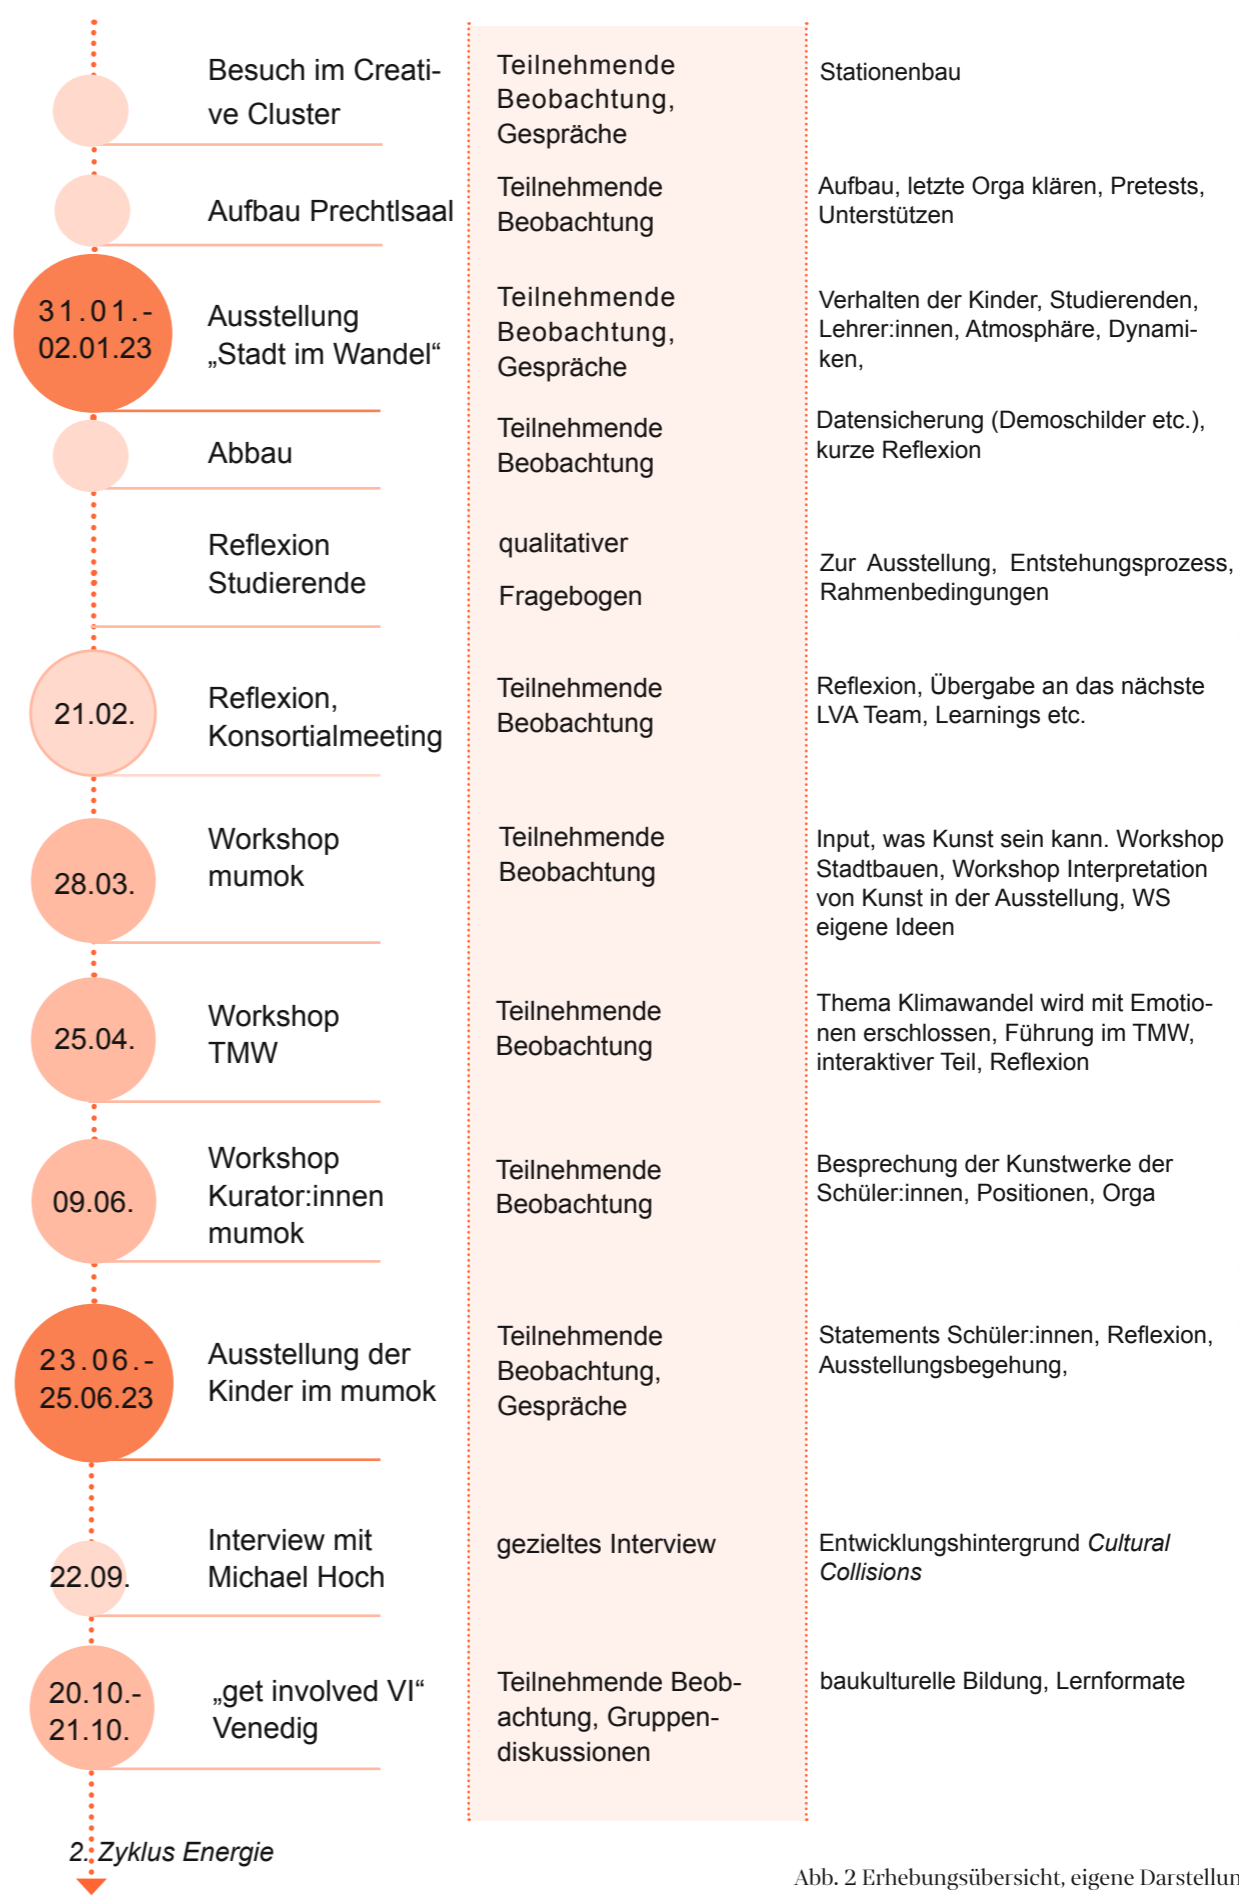 Besuch im Creati-
ve Cluster
Teilnehmende
Beobachtung,
Gespräche
Stationenbau
Aufbau Prechtlsaal
Teilnehmende
Beobachtung
Aufbau, letzte Orga klären, Pretests,
Unterstützen
31.01.-
02.01.23
Ausstellung
„Stadt im Wandel“
Teilnehmende
Beobachtung,
Gespräche
Verhalten der Kinder, Studierenden,
Lehrer:innen, Atmosphäre, Dynami-
ken,
Abbau
Teilnehmende
Beobachtung
Datensicherung (Demoschilder etc.),
kurze Reflexion
Reflexion
Studierende
qualitativer
Fragebogen
Zur Ausstellung, Entstehungsprozess,
Rahmenbedingungen
21.02.
Reflexion,
Konsortialmeeting
Teilnehmende
Beobachtung
Reflexion, Übergabe an das nächste
LVA Team, Learnings etc.
28.03.
Workshop
mumok
Teilnehmende
Beobachtung
Input, was Kunst sein kann. Workshop
Stadtbauen, Workshop Interpretation
von Kunst in der Ausstellung, WS
eigene Ideen
25.04.
Workshop
TMW
Teilnehmende
Beobachtung
Thema Klimawandel wird mit Emotio-
nen erschlossen, Führung im TMW,
interaktiver Teil, Reflexion
09.06.
Workshop
Kurator:innen
mumok
Teilnehmende
Beobachtung
Besprechung der Kunstwerke der
Schüler:innen, Positionen, Orga
23.06.-
25.06.23
Ausstellung der
Kinder im mumok
Teilnehmende
Beobachtung,
Gespräche
Statements Schüler:innen, Reflexion,
Ausstellungsbegehung,
22.09.
Interview mit
Michael Hoch
gezieltes Interview
Entwicklungshintergrund Cultural
Collisions
20.10.-
21.10.
„get involved VI“
Venedig
Teilnehmende Beob-
achtung, Gruppen-
diskussionen
baukulturelle Bildung, Lernformate
2. Zyklus Energie
Abb. 2 Erhebungsübersicht, eigene Darstellun